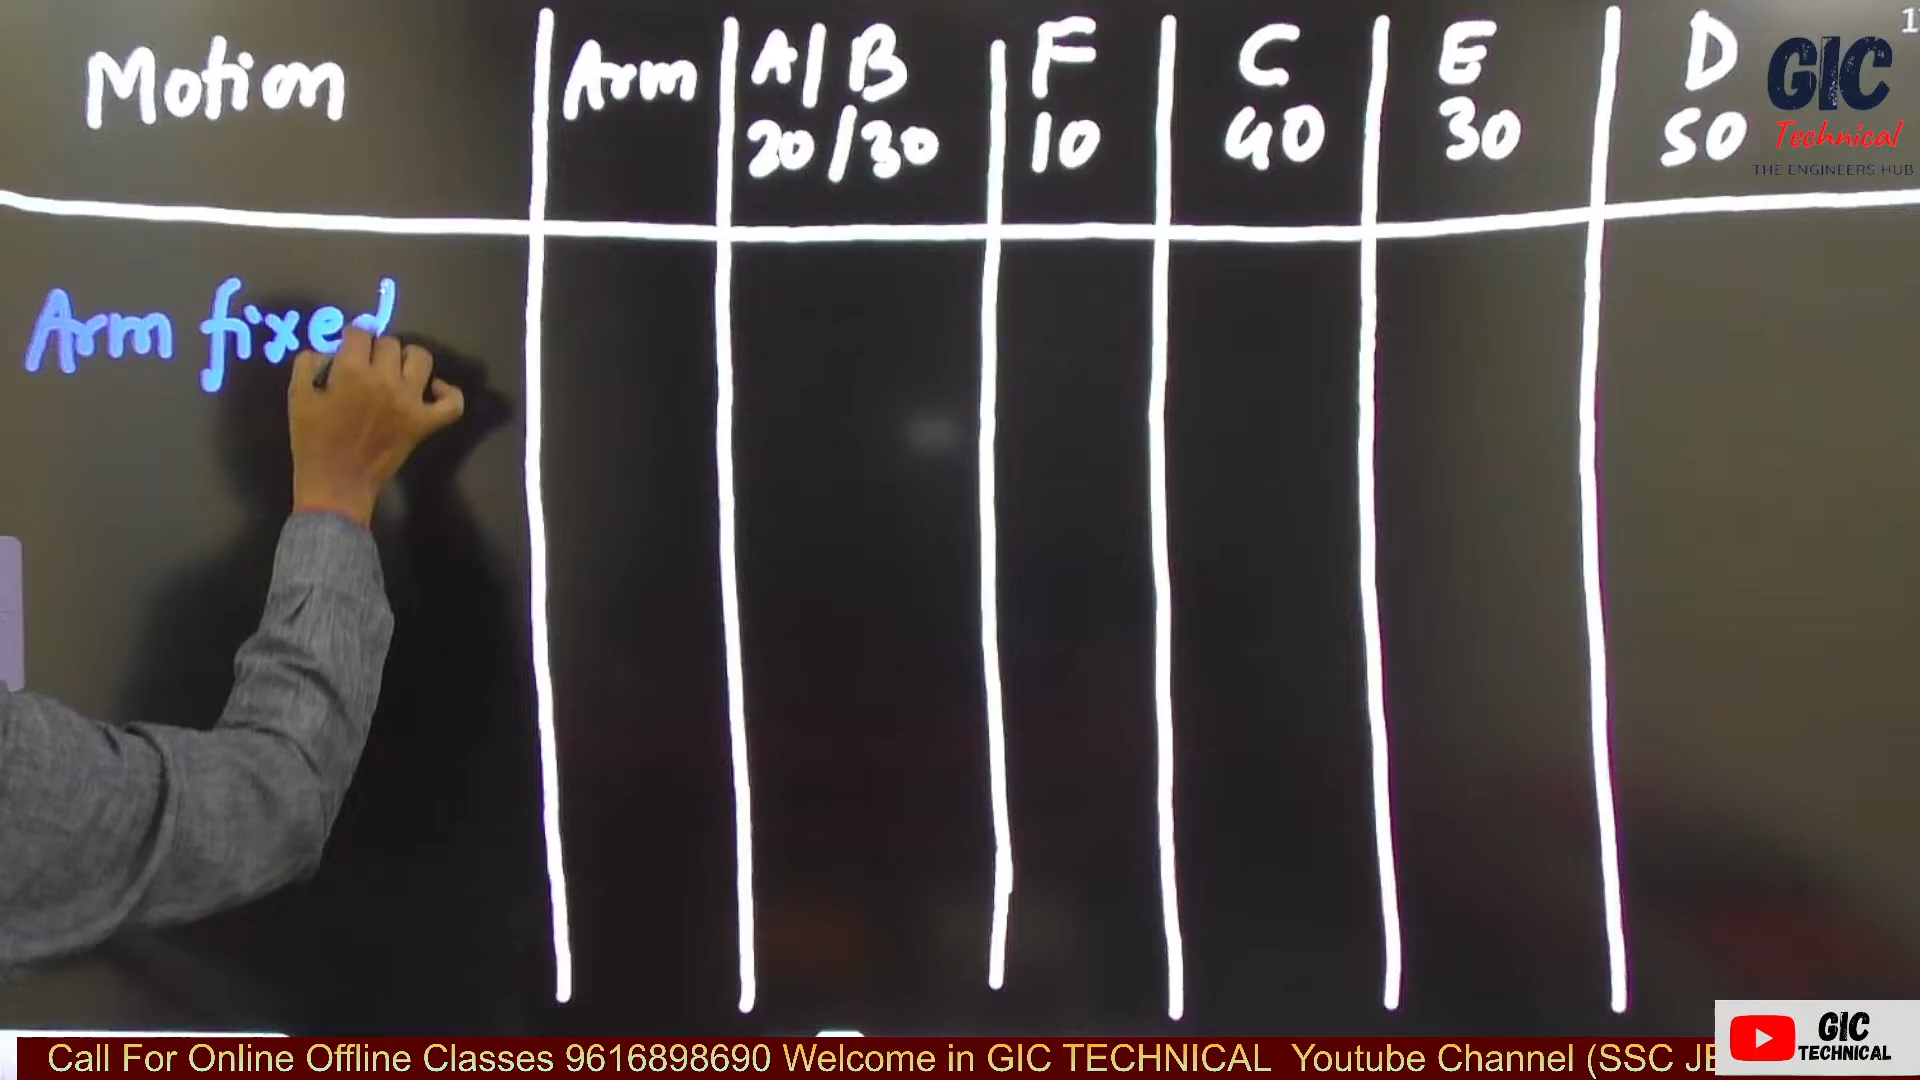 Motion Arm A/B F C E D
20/30 10 40 30 50
Arm fixed
GIC
Technical
THE ENGINEERS HUB
Call For Online Offline Classes 9616898690 Welcome in GIC TECHNICAL Youtube Channel (SSC JE
GIC
TECHNICAL